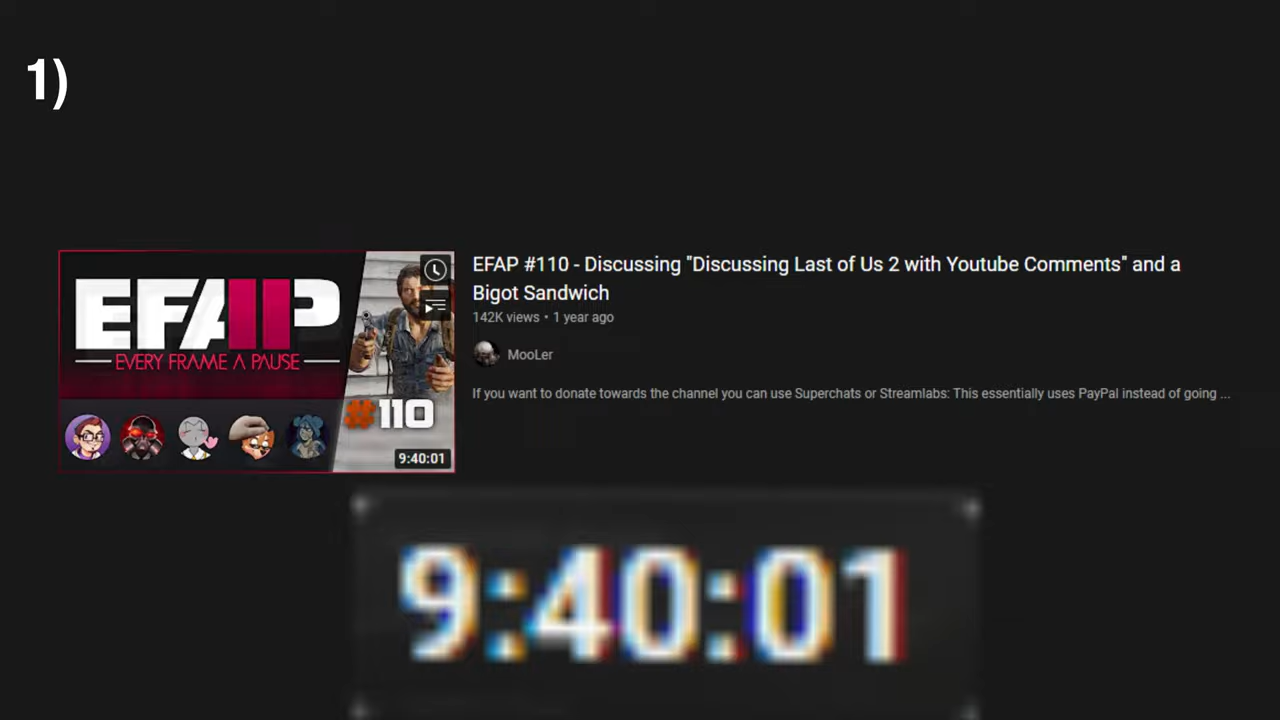 1)
EFAP
EVERY FRAME A PAUSE
#110
9:40:01
EFAP #110 - Discussing "Discussing Last of Us 2 with Youtube Comments" and a
Bigot Sandwich
142K views • 1 year ago
MooLer
If you want to donate towards the channel you can use Superchats or Streamlabs: This essentially uses PayPal instead of going ...
9:40:01